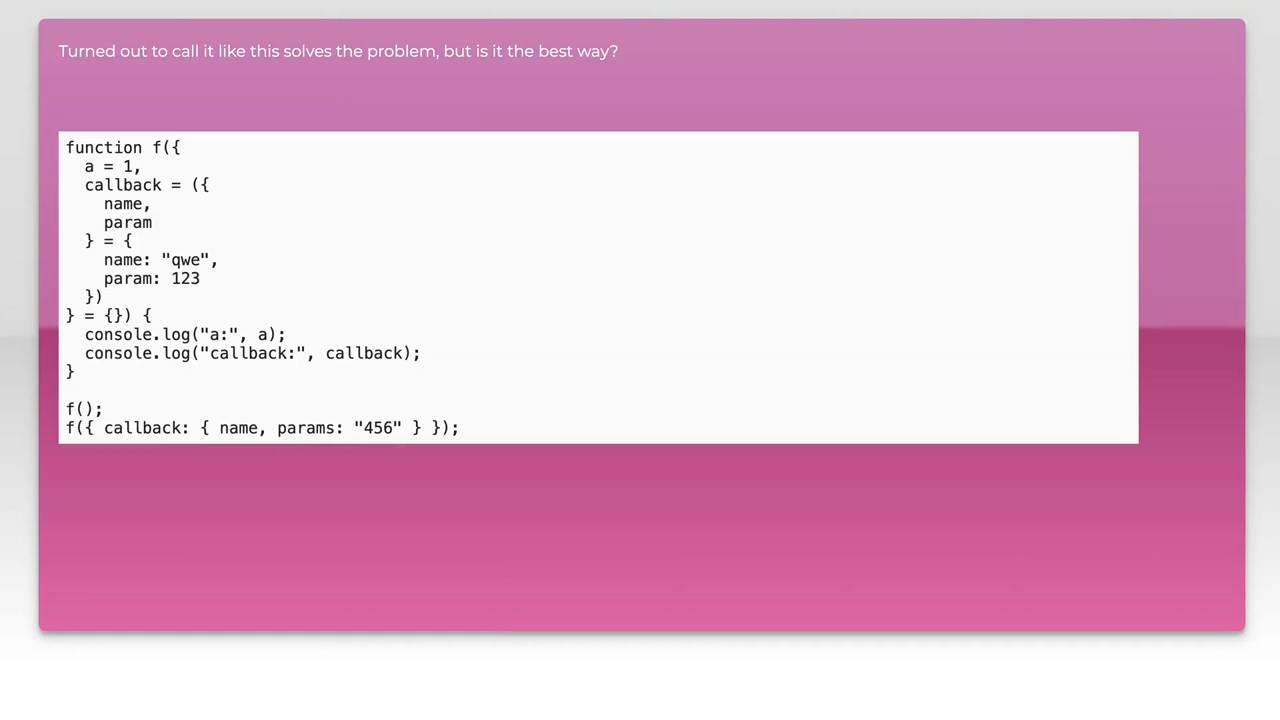 Turned out to call it like this solves the problem, but is it the best way?
function f({
  a = 1,
  callback = ({
    name,
    param
  } = {
    name: "qwe",
    param: 123
  })
} = {}) {
  console.log("a:", a);
  console.log("callback:", callback);
}

f();
f({ callback: { name, params: "456" } });